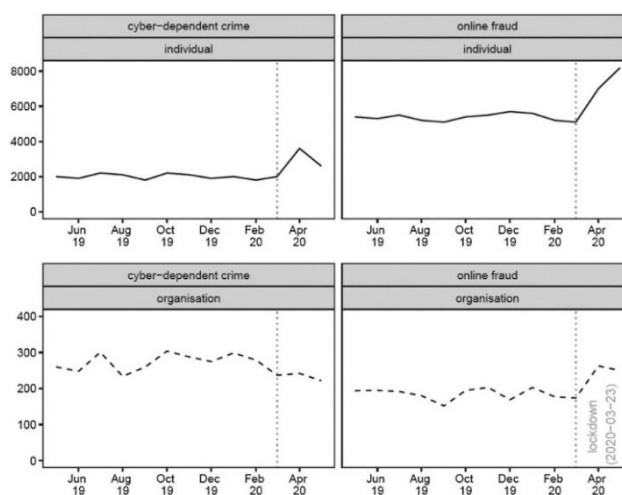 cyber−dependent crime
online fraud
individual
individual
8000
6000
4000
2000
0
Jun 19
Aug 19
Oct 19
Dec 19
Feb 20
Apr 20
Jun 19
Aug 19
Oct 19
Dec 19
Feb 20
Apr 20
cyber−dependent crime
online fraud
organisation
organisation
400
300
200
100
0
lockdown
(2020−03−23)
Jun 19
Aug 19
Oct 19
Dec 19
Feb 20
Apr 20
Jun 19
Aug 19
Oct 19
Dec 19
Feb 20
Apr 20